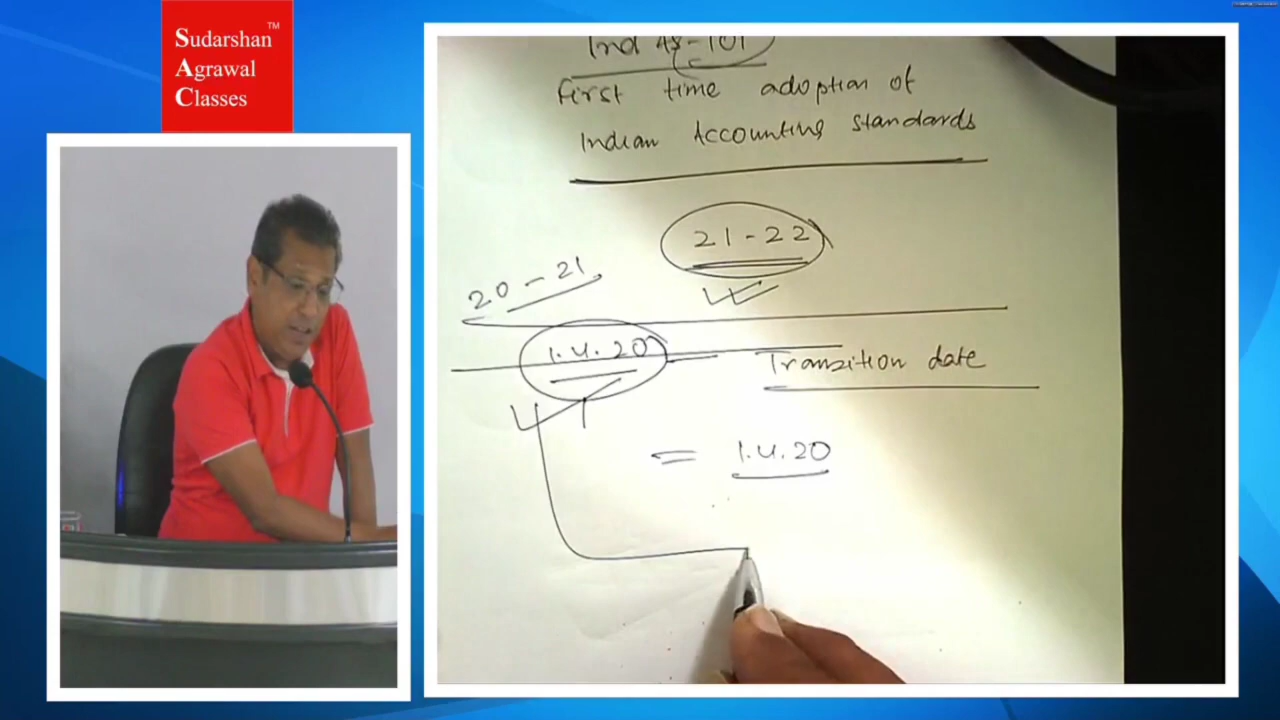 Sudarshan™
Agrawal
Classes
Ind AS-101
First time adoption of
Indian Accounting Standards
21-22
20-21
1.4.20
Transition date
= 1.4.20